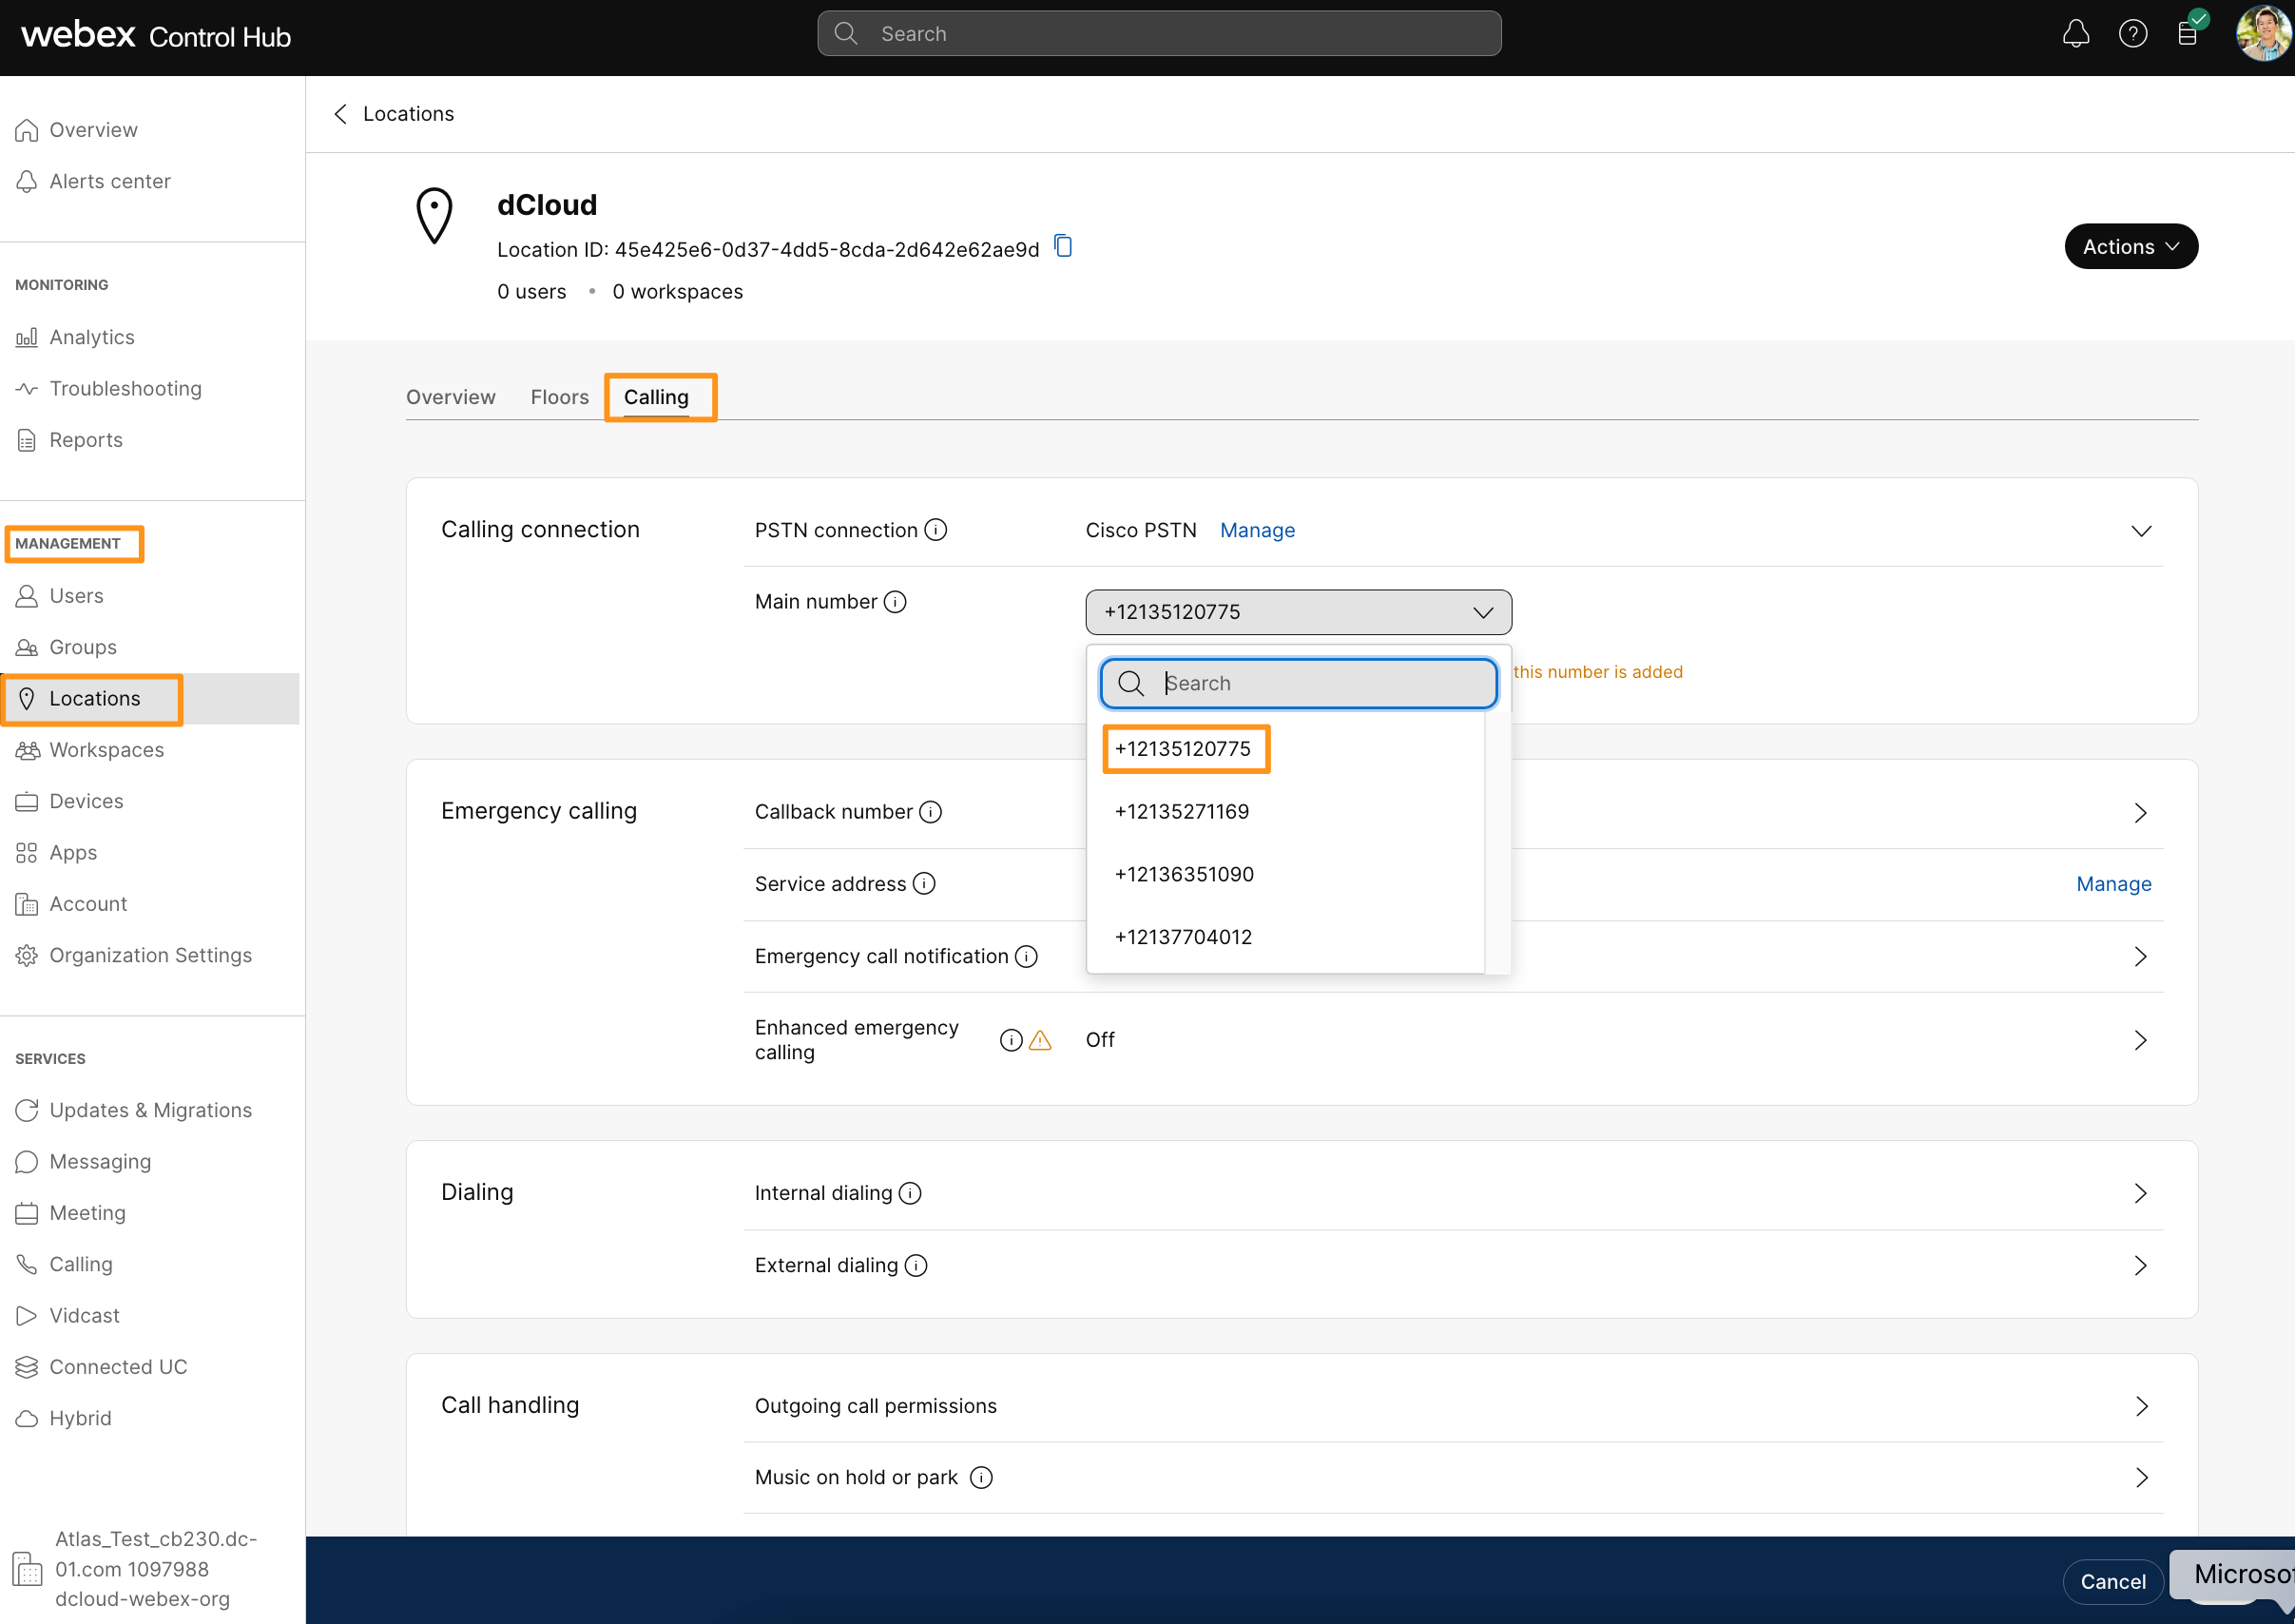 webex Control Hub
Search
Overview
Alerts center
MONITORING
Analytics
Troubleshooting
Reports
MANAGEMENT
Users
Groups
Locations
Workspaces
Devices
Apps
Account
Organization Settings
SERVICES
Updates & Migrations
Messaging
Meeting
Calling
Vidcast
Connected UC
Hybrid
Atlas_Test_cb230.dc-
01.com 1097988
dcloud-webex-org
Locations
dCloud
Location ID: 45e425e6-0d37-4dd5-8cda-2d642e62ae9d
0 users • 0 workspaces
Actions
Overview Floors Calling
Calling connection
PSTN connection Cisco PSTN Manage
Main number +12135120775
Search
this number is added
+12135120775
+12135271169
+12136351090
+12137704012
Emergency calling
Callback number
Service address Manage
Emergency call notification
Enhanced emergency
calling
Off
Dialing
Internal dialing
External dialing
Call handling
Outgoing call permissions
Music on hold or park
Cancel